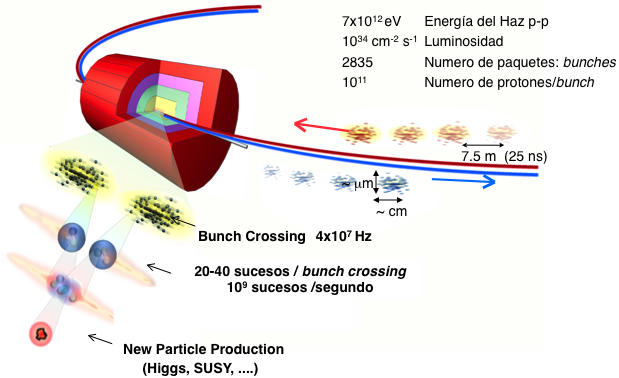 7x10¹² eV Energía del Haz p-p
10³⁴ cm⁻² s⁻¹ Luminosidad
2835 Numero de paquetes: bunches
10¹¹ Numero de protones/bunch
7.5 m (25 ns)
~ μm
~ cm
Bunch Crossing 4x10⁷ Hz
20-40 sucesos / bunch crossing
10⁹ sucesos /segundo
New Particle Production
(Higgs, SUSY, ....)